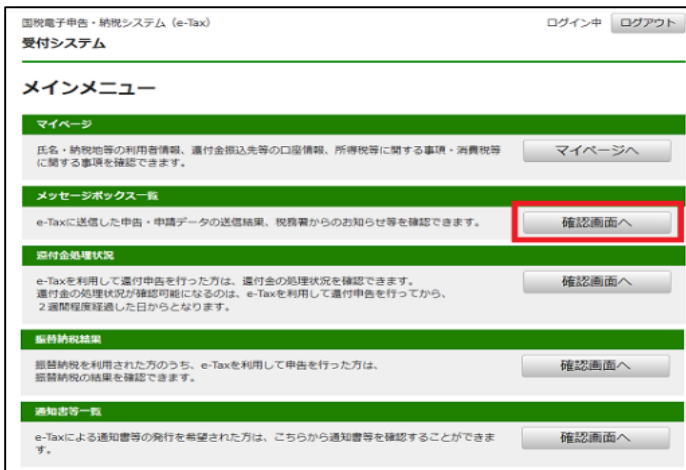 国税電子申告・納税システム（e-Tax）
ログイン中 ログアウト
受付システム
メインメニュー
マイページ
氏名・納税地等の利用者情報、還付金振込先等の口座情報、所得税等に関する事項・消費税等
に関する事項を確認できます。
マイページへ
メッセージボックス一覧
e-Taxに送信した申告・申請データの送信結果、税務署からのお知らせ等を確認できます。
確認画面へ
還付金処理状況
e-Taxを利用して還付申告を行った方は、還付金の処理状況を確認できます。
還付金の処理状況が確認可能になるのは、e-Taxを利用して還付申告を行ってから、
２週間程度経過した日からとなります。
確認画面へ
振替納税結果
振替納税を利用された方のうち、e-Taxを利用して申告を行った方は、
振替納税の結果を確認できます。
確認画面へ
通知書等一覧
e-Taxによる通知書等の発行を希望された方は、こちらから通知書等を確認することができま
す。
確認画面へ